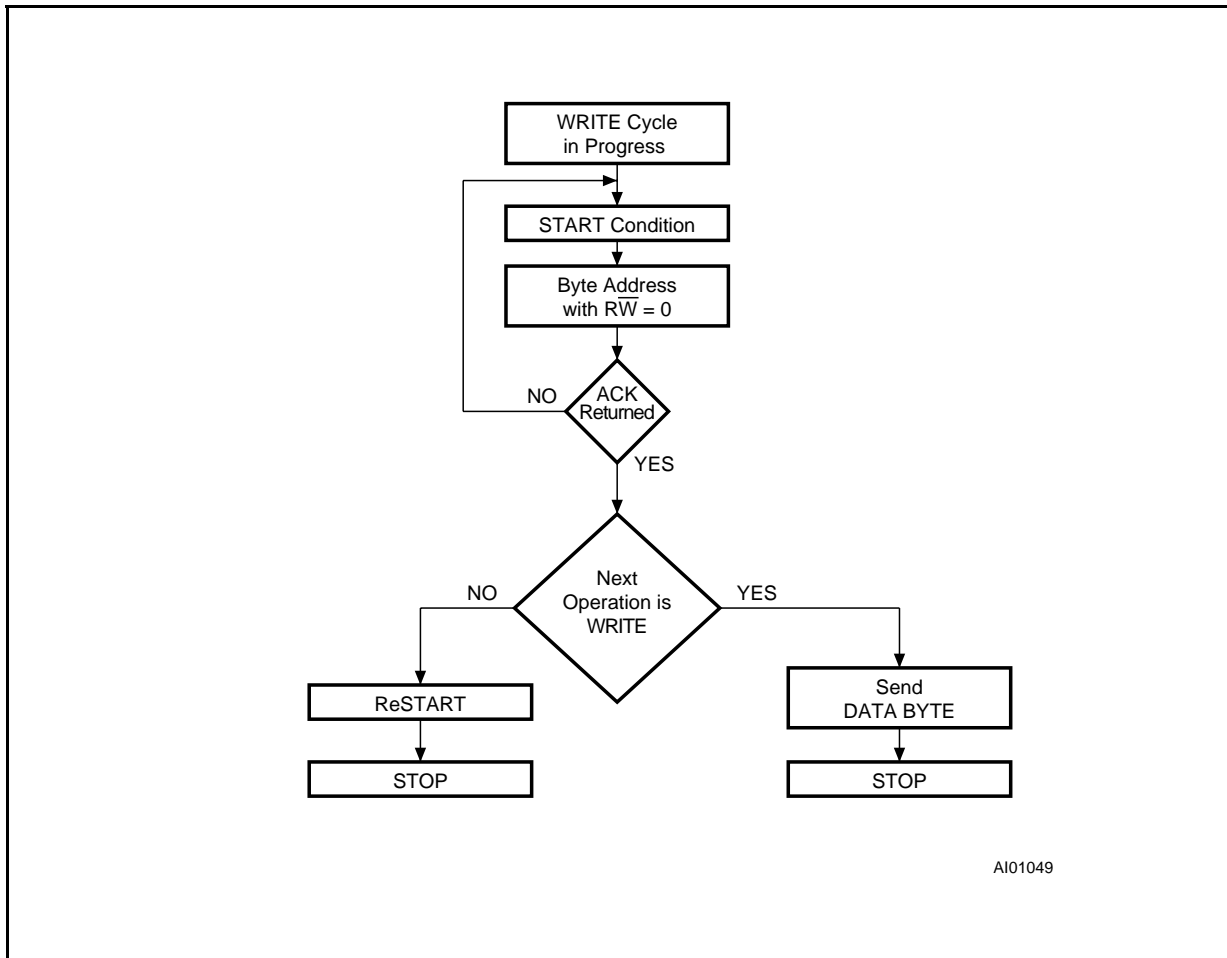 WRITE Cycle
in Progress
START Condition
Byte Address
with RW̅ = 0
NO
ACK
Returned
YES
NO
Next
Operation is
WRITE
YES
ReSTART
Send
DATA BYTE
STOP
STOP
AI01049